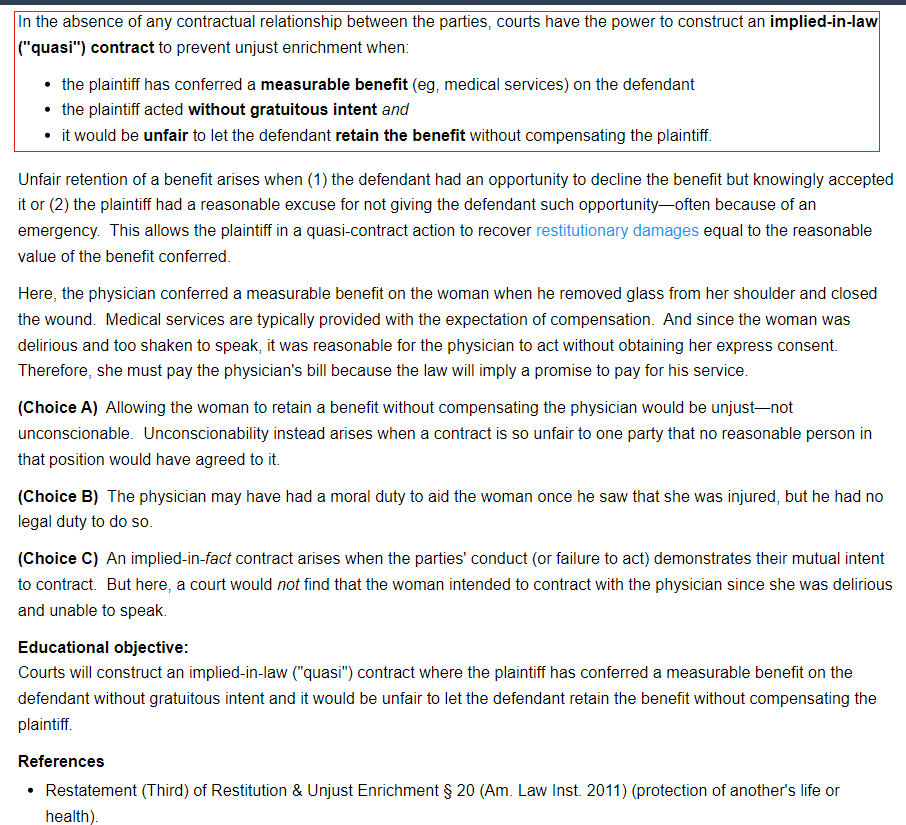 In the absence of any contractual relationship between the parties, courts have the power to construct an implied-in-law
("quasi") contract to prevent unjust enrichment when:
• the plaintiff has conferred a measurable benefit (eg, medical services) on the defendant
• the plaintiff acted without gratuitous intent and
• it would be unfair to let the defendant retain the benefit without compensating the plaintiff.
Unfair retention of a benefit arises when (1) the defendant had an opportunity to decline the benefit but knowingly accepted
it or (2) the plaintiff had a reasonable excuse for not giving the defendant such opportunity—often because of an
emergency.  This allows the plaintiff in a quasi-contract action to recover restitutionary damages equal to the reasonable
value of the benefit conferred.
Here, the physician conferred a measurable benefit on the woman when he removed glass from her shoulder and closed
the wound.  Medical services are typically provided with the expectation of compensation.  And since the woman was
delirious and too shaken to speak, it was reasonable for the physician to act without obtaining her express consent.
Therefore, she must pay the physician's bill because the law will imply a promise to pay for his service.
(Choice A)  Allowing the woman to retain a benefit without compensating the physician would be unjust—not
unconscionable.  Unconscionability instead arises when a contract is so unfair to one party that no reasonable person in
that position would have agreed to it.
(Choice B)  The physician may have had a moral duty to aid the woman once he saw that she was injured, but he had no
legal duty to do so.
(Choice C)  An implied-in-fact contract arises when the parties' conduct (or failure to act) demonstrates their mutual intent
to contract.  But here, a court would not find that the woman intended to contract with the physician since she was delirious
and unable to speak.
Educational objective:
Courts will construct an implied-in-law ("quasi") contract where the plaintiff has conferred a measurable benefit on the
defendant without gratuitous intent and it would be unfair to let the defendant retain the benefit without compensating the
plaintiff.
References
• Restatement (Third) of Restitution & Unjust Enrichment § 20 (Am. Law Inst. 2011) (protection of another's life or
health).